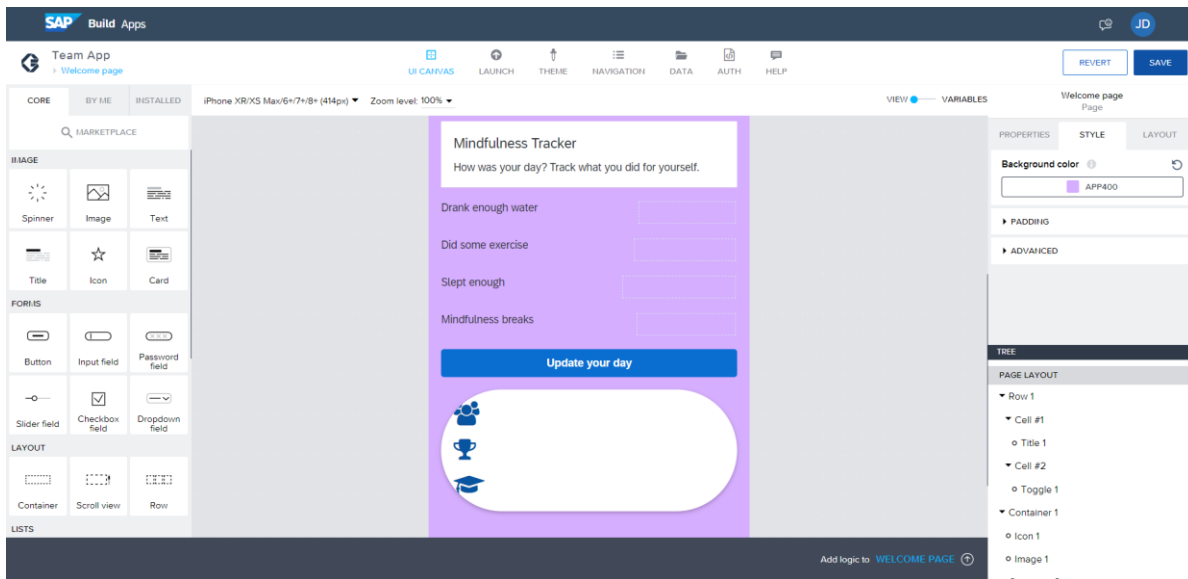 SAP Build Apps
JD
Team App
Welcome page
UI CANVAS LAUNCH THEME NAVIGATION DATA AUTH HELP
REVERT SAVE
CORE BY ME INSTALLED
iPhone XR/XS Max/6+/7+/8+ (414px) Zoom level: 100%
VIEW VARIABLES
Welcome page
Page
MARKETPLACE
PROPERTIES STYLE LAYOUT
IMAGE
Spinner Image Text
Title Icon Card
FORMS
Button Input field Password field
Slider field Checkbox field Dropdown field
LAYOUT
Container Scroll view Row
LISTS
Mindfulness Tracker
How was your day? Track what you did for yourself.
Drank enough water
Did some exercise
Slept enough
Mindfulness breaks
Update your day
Background color
APP400
PADDING
ADVANCED
TREE
PAGE LAYOUT
Row 1
Cell #1
Title 1
Cell #2
Toggle 1
Container 1
Icon 1
Image 1
Add logic to WELCOME PAGE